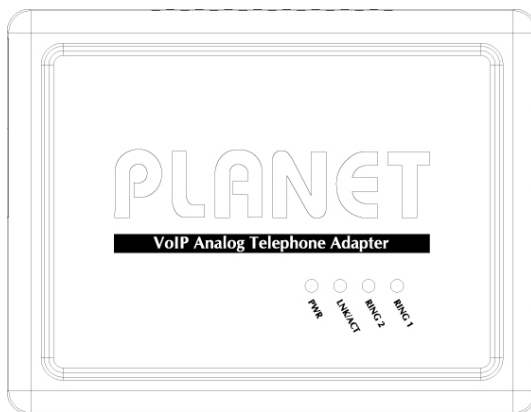 PLANET
VoIP Analog Telephone Adapter
PWR
LNK/ACT
RING 2
RING 1